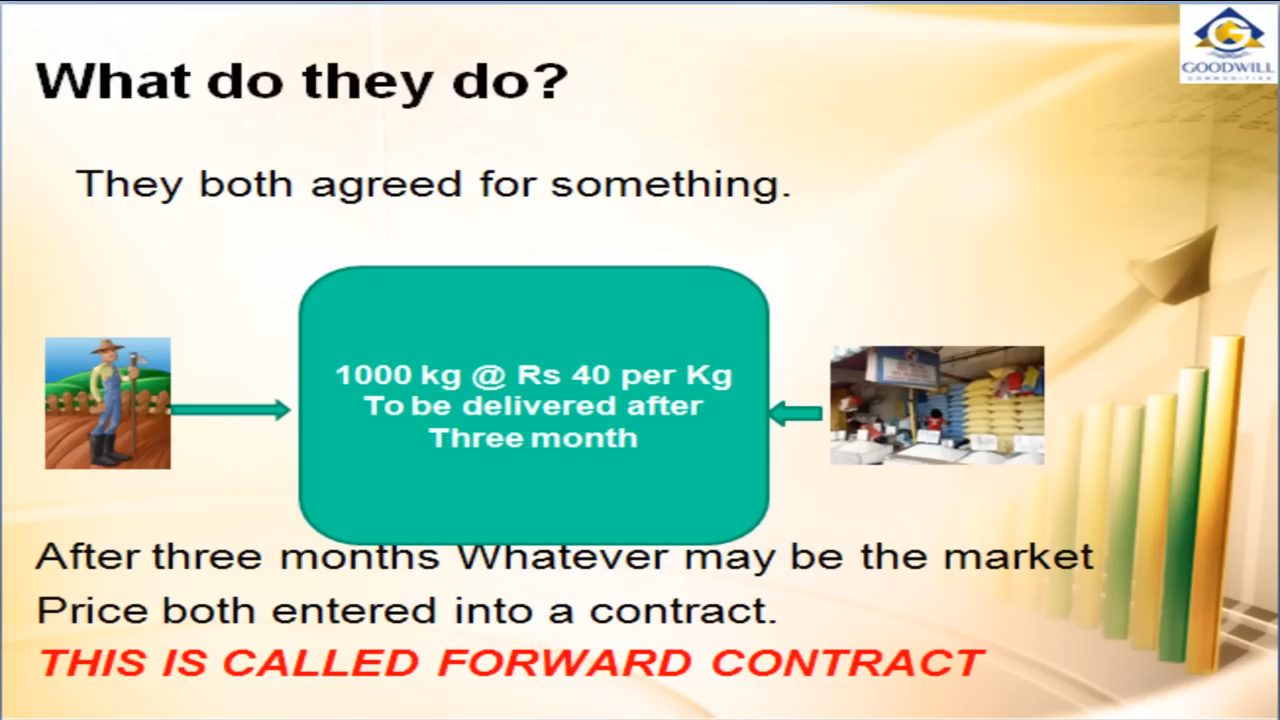 GOODWILL
COMMODITIES
What do they do?
They both agreed for something.
1000 kg @ Rs 40 per Kg
To be delivered after
Three month
After three months Whatever may be the market
Price both entered into a contract.
THIS IS CALLED FORWARD CONTRACT